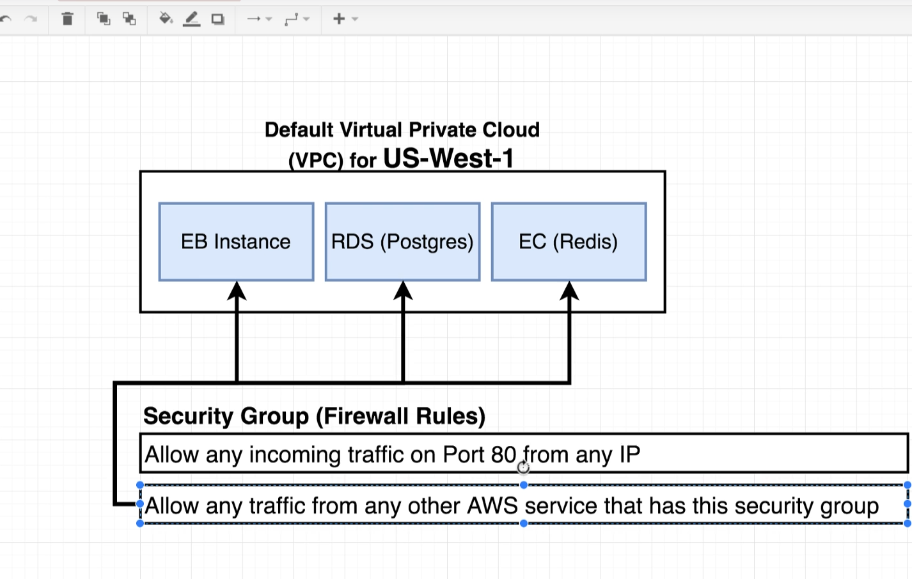 Default Virtual Private Cloud
(VPC) for US-West-1
EB Instance
RDS (Postgres)
EC (Redis)
Security Group (Firewall Rules)
Allow any incoming traffic on Port 80 from any IP
Allow any traffic from any other AWS service that has this security group